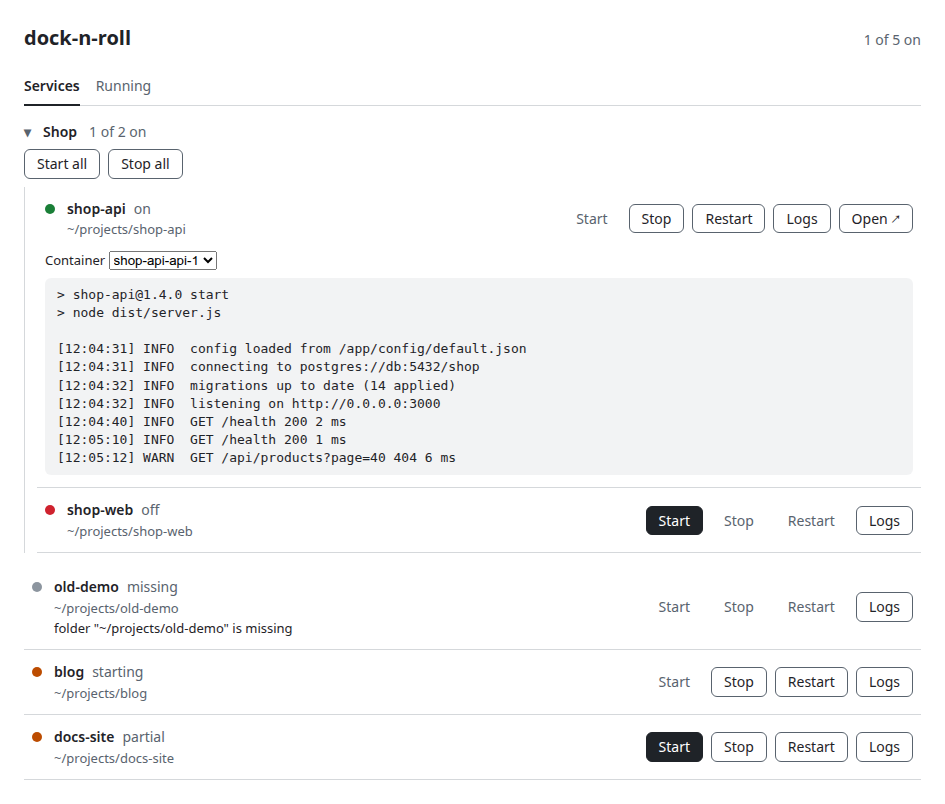 dock-n-roll
1 of 5 on
Services Running
▼ Shop 1 of 2 on
Start all Stop all
shop-api on
~/projects/shop-api
Start Stop Restart Logs Open ↗
Container shop-api-api-1
> shop-api@1.4.0 start
> node dist/server.js
[12:04:31] INFO  config loaded from /app/config/default.json
[12:04:31] INFO  connecting to postgres://db:5432/shop
[12:04:32] INFO  migrations up to date (14 applied)
[12:04:32] INFO  listening on http://0.0.0.0:3000
[12:04:40] INFO  GET /health 200 2 ms
[12:05:10] INFO  GET /health 200 1 ms
[12:05:12] WARN  GET /api/products?page=40 404 6 ms
shop-web off
~/projects/shop-web
Start Stop Restart Logs
old-demo missing
~/projects/old-demo
folder "~/projects/old-demo" is missing
Start Stop Restart Logs
blog starting
~/projects/blog
Start Stop Restart Logs
docs-site partial
~/projects/docs-site
Start Stop Restart Logs